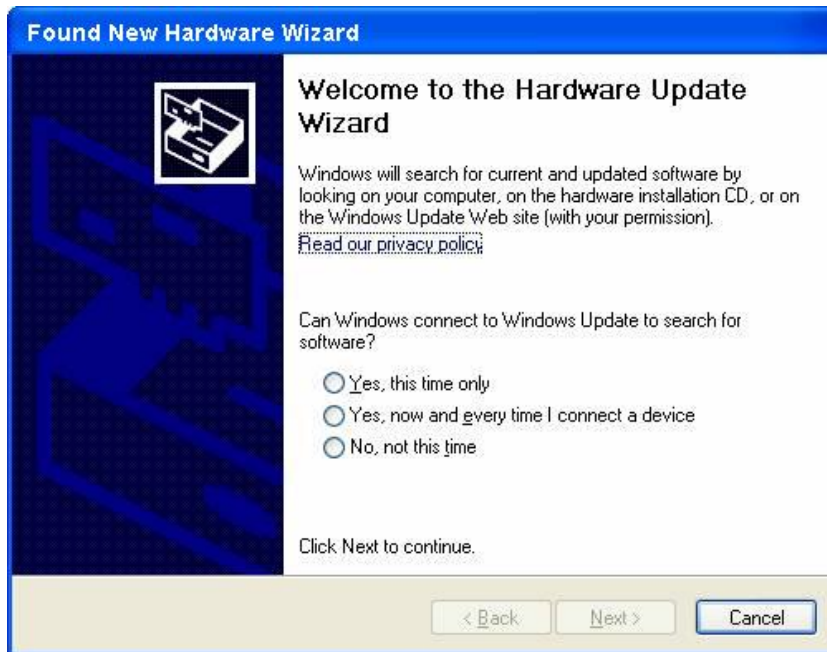 Found New Hardware Wizard
Welcome to the Hardware Update
Wizard
Windows will search for current and updated software by
looking on your computer, on the hardware installation CD, or on
the Windows Update Web site (with your permission).
Read our privacy policy
Can Windows connect to Windows Update to search for
software?
Yes, this time only
Yes, now and every time I connect a device
No, not this time
Click Next to continue.
< Back
Next >
Cancel